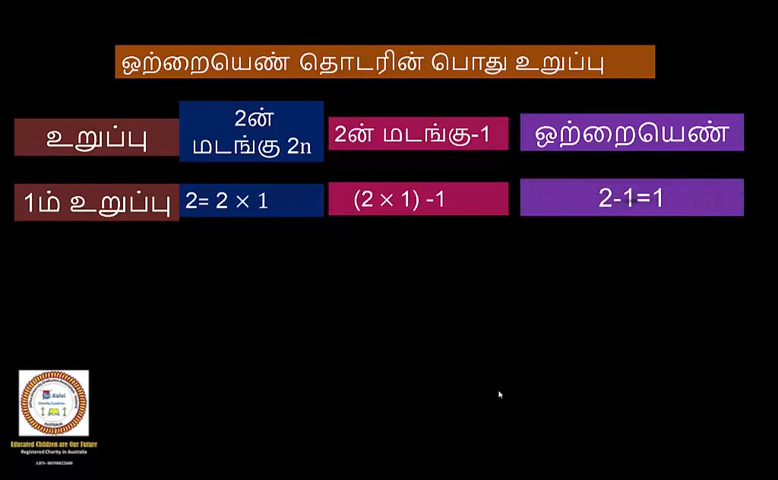 ஒற்றையெண் தொடரின் பொது உறுப்பு
உறுப்பு
2ன்
மடங்கு 2n
2ன் மடங்கு-1
ஒற்றையெண்
1ம் உறுப்பு
2= 2 × 1
(2 × 1) -1
2-1=1
Kalvi
AUSTRALIA
Educated Children are Our Future
Registered Charity in Australia